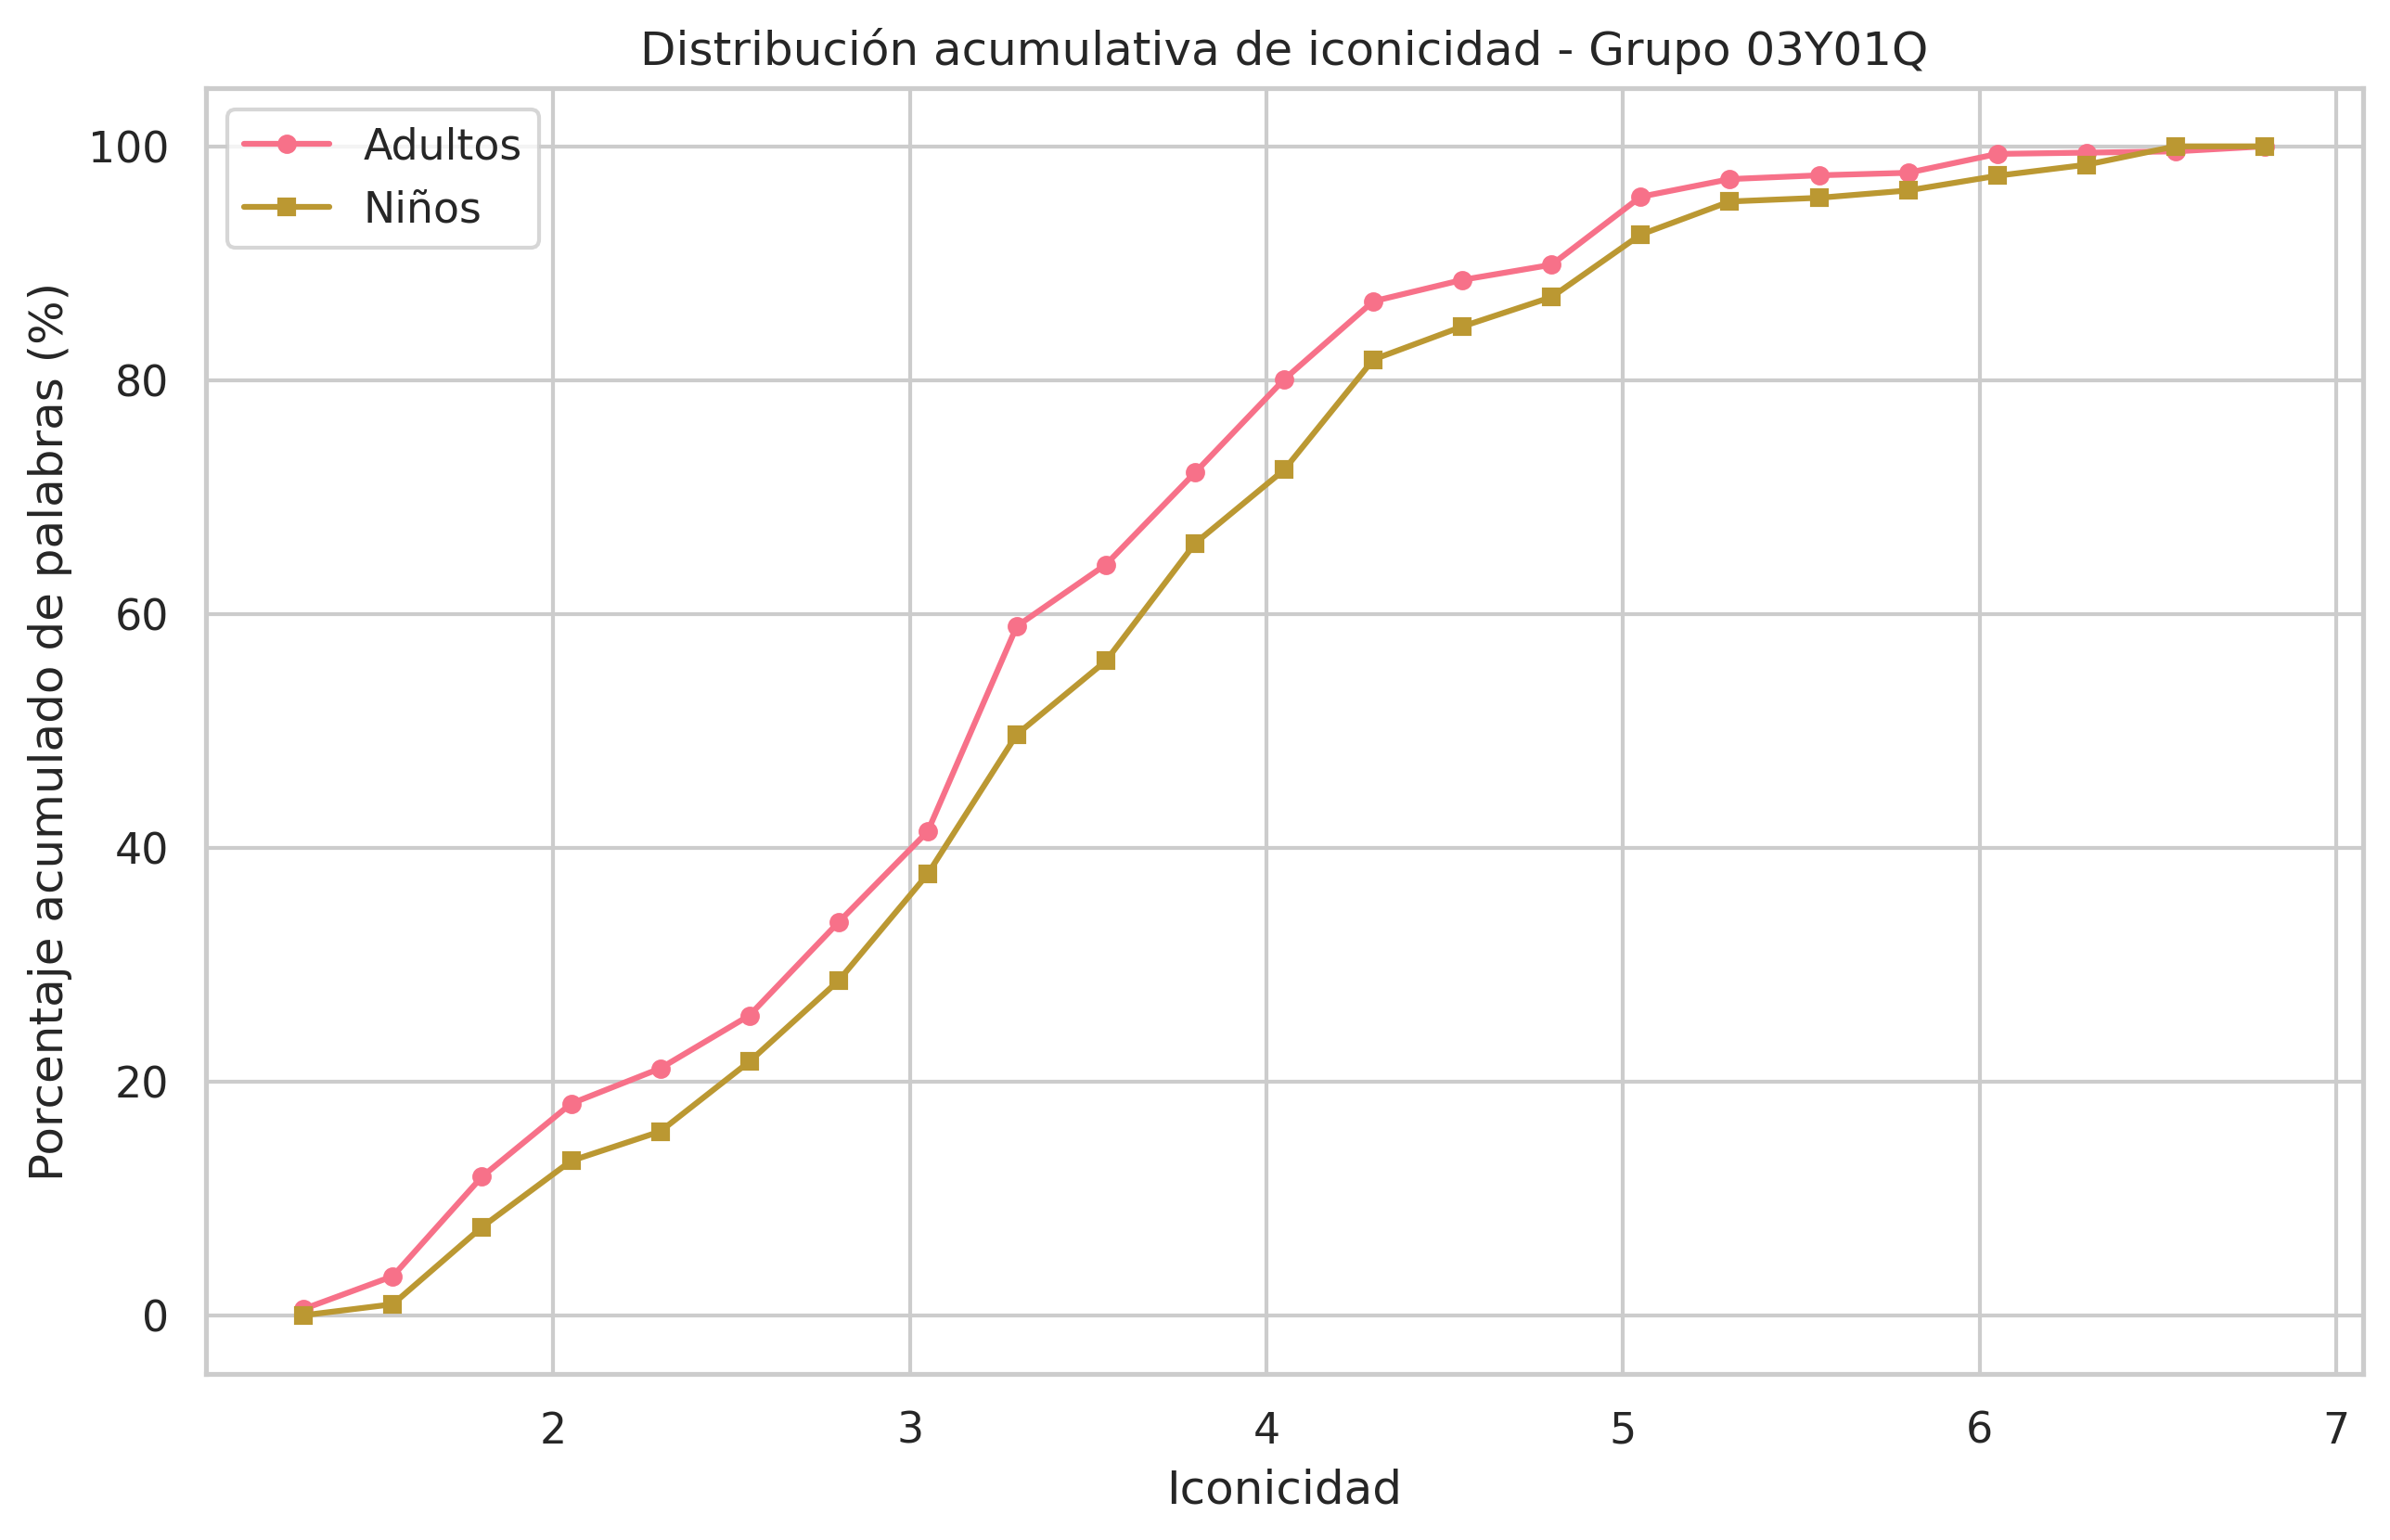 Distribución acumulativa de iconicidad - Grupo 03Y01Q
Adultos
Niños
Porcentaje acumulado de palabras (%)
100
80
60
40
20
0
2
3
4
5
6
7
Iconicidad